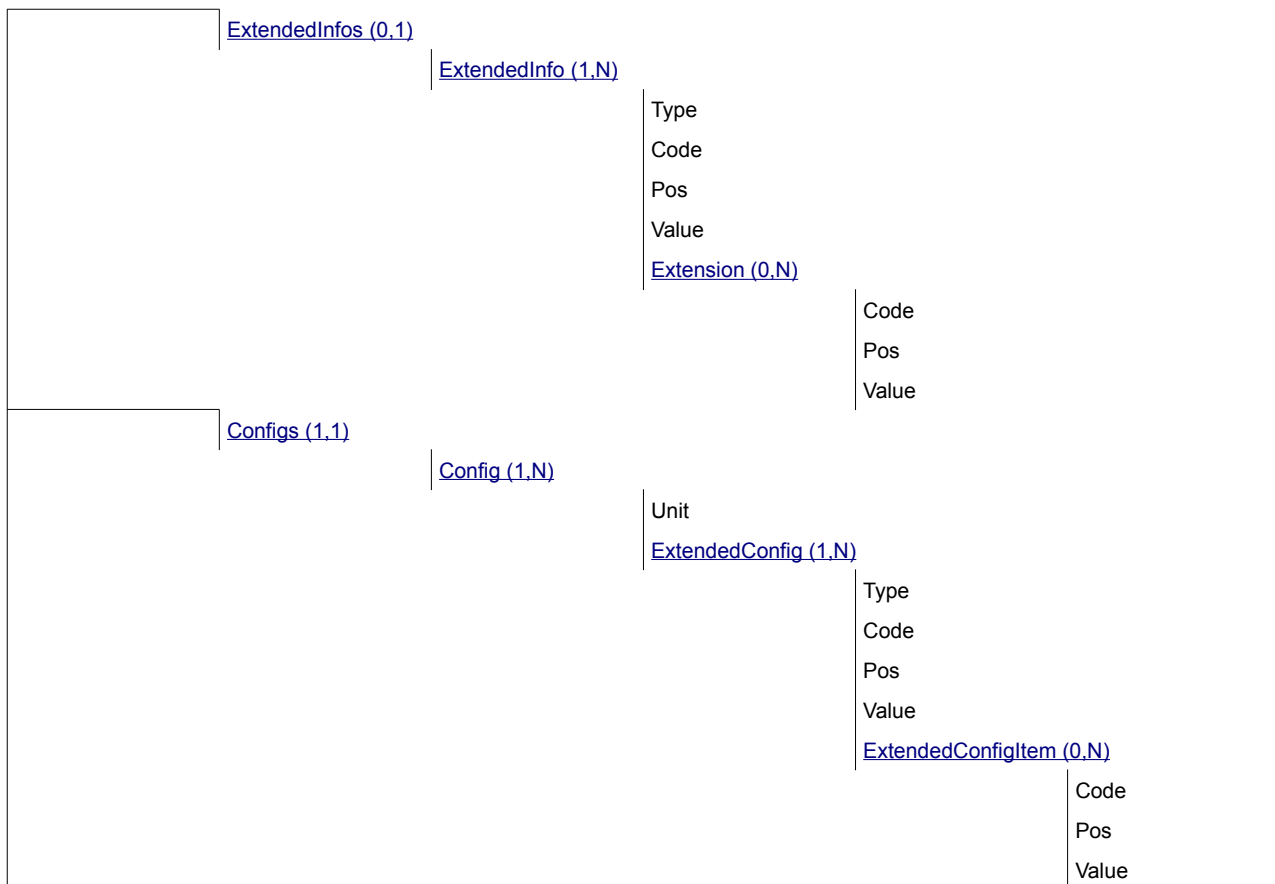 ExtendedInfos (0,1)
ExtendedInfo (1,N)
Type
Code
Pos
Value
Extension (0,N)
Code
Pos
Value
Configs (1,1)
Config (1,N)
Unit
ExtendedConfig (1,N)
Type
Code
Pos
Value
ExtendedConfigItem (0,N)
Code
Pos
Value